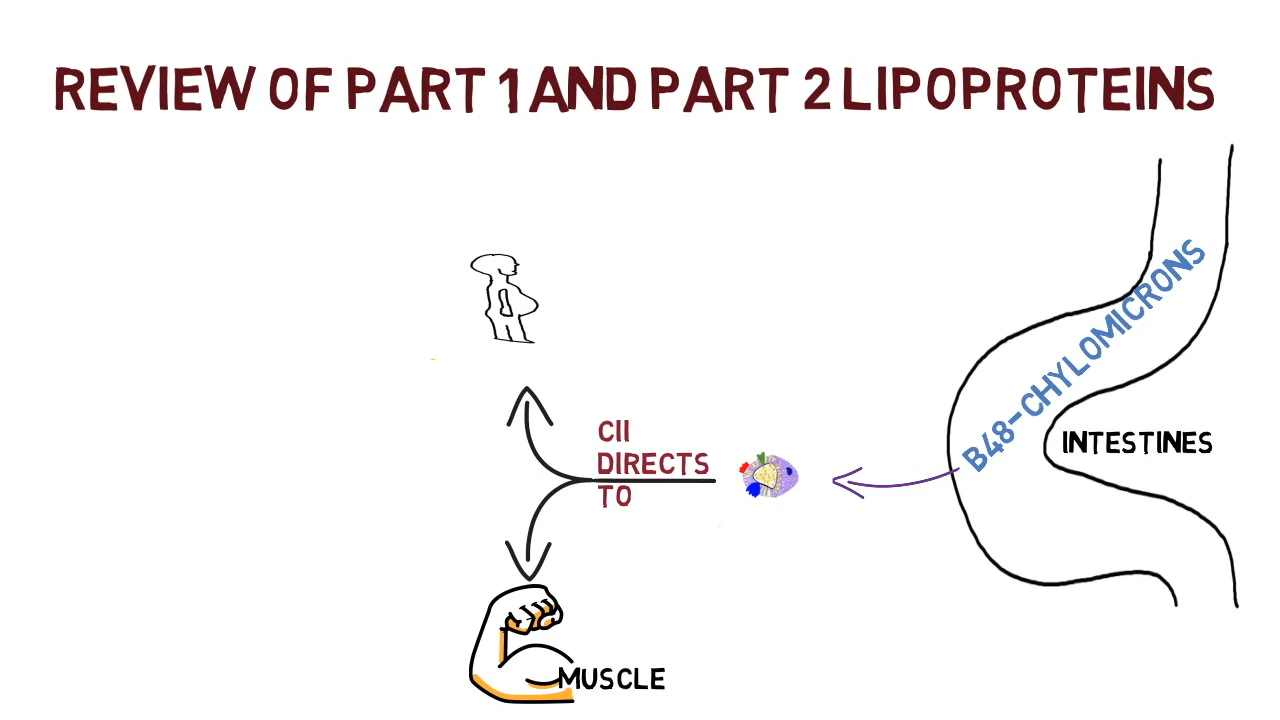 REVIEW OF PART 1 AND PART 2 LIPOPROTEINS
B48-CHYLOMICRONS
INTESTINES
CII
DIRECTS
TO
MUSCLE